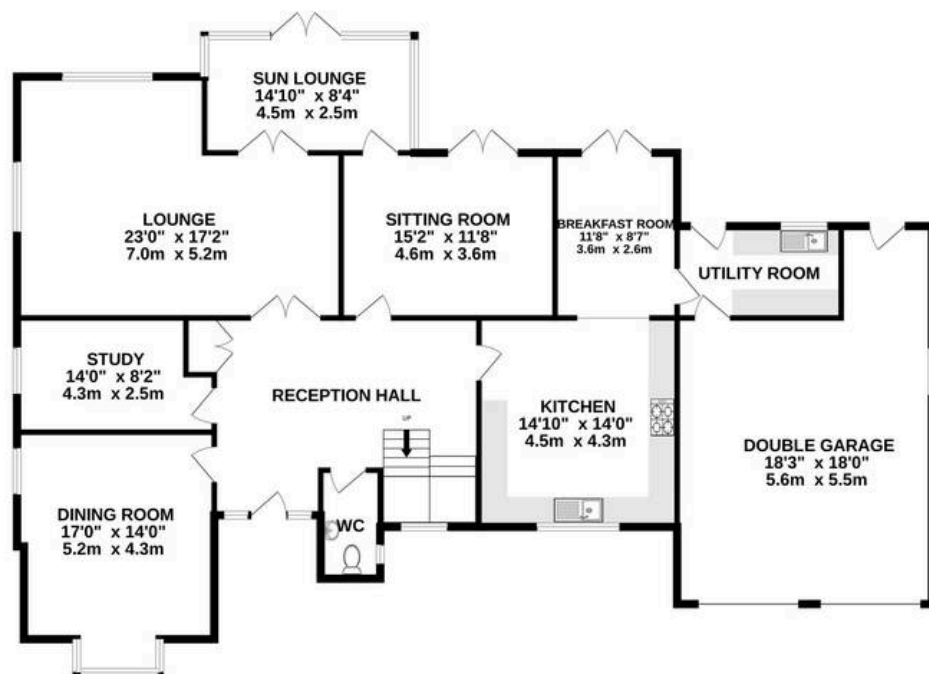 SUN LOUNGE
14'10" x 8'4"
4.5m x 2.5m
LOUNGE
23'0" x 17'2"
7.0m x 5.2m
SITTING ROOM
15'2" x 11'8"
4.6m x 3.6m
BREAKFAST ROOM
11'8" x 8'7"
3.6m x 2.6m
UTILITY ROOM
STUDY
14'0" x 8'2"
4.3m x 2.5m
RECEPTION HALL
UP
KITCHEN
14'10" x 14'0"
4.5m x 4.3m
DOUBLE GARAGE
18'3" x 18'0"
5.6m x 5.5m
DINING ROOM
17'0" x 14'0"
5.2m x 4.3m
WC